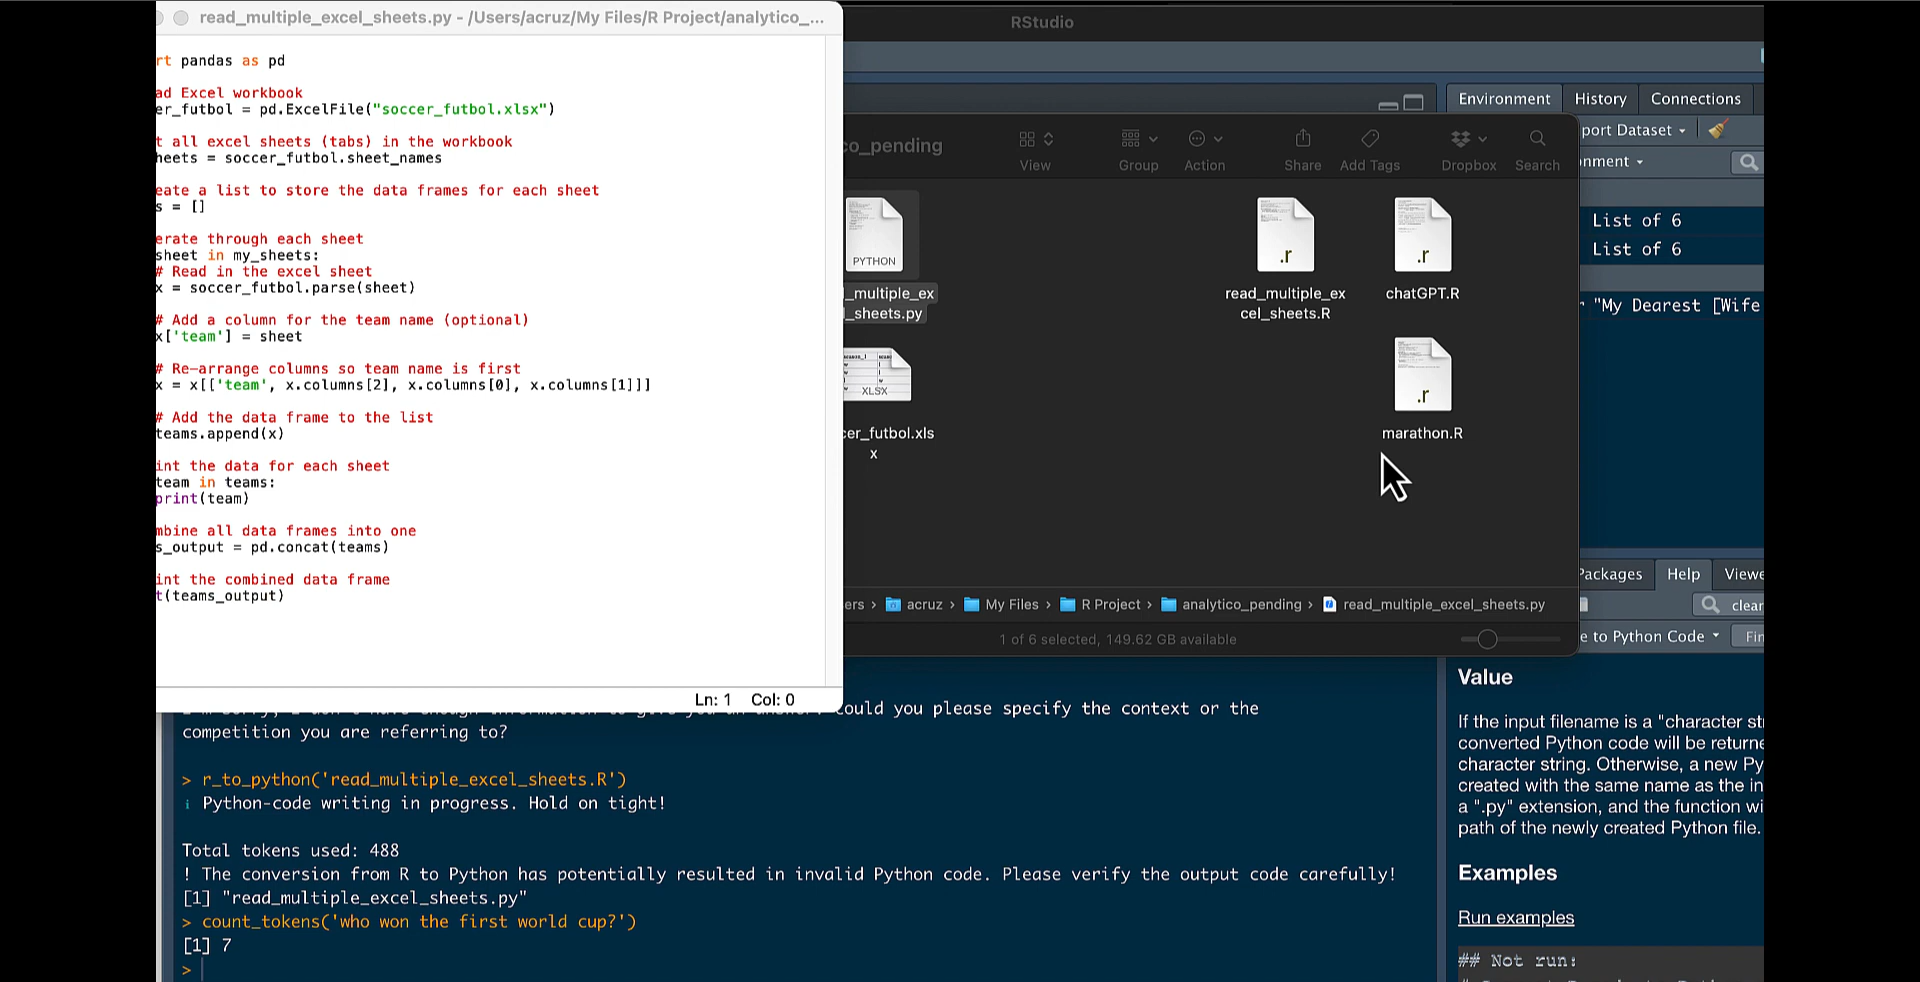 read_multiple_excel_sheets.py - /Users/acruz/My Files/R Project/analytico_...
rt pandas as pd
ad Excel workbook
er_futbol = pd.ExcelFile("soccer_futbol.xlsx")
t all excel sheets (tabs) in the workbook
heets = soccer_futbol.sheet_names
eate a list to store the data frames for each sheet
s = []
erate through each sheet
sheet in my_sheets:
# Read in the excel sheet
x = soccer_futbol.parse(sheet)
# Add a column for the team name (optional)
x['team'] = sheet
# Re-arrange columns so team name is first
x = x[['team', x.columns[2], x.columns[0], x.columns[1]]]
# Add the data frame to the list
teams.append(x)
int the data for each sheet
team in teams:
print(team)
mbine all data frames into one
s_output = pd.concat(teams)
int the combined data frame
t(teams_output)
Ln: 1 Col: 0
RStudio
Environment History Connections
port Dataset
nment
List of 6
List of 6
"My Dearest [Wife
co_pending
View Group Action Share Add Tags Dropbox Search
PYTHON
_multiple_ex
l_sheets.py
.r
read_multiple_ex
cel_sheets.R
.r
chatGPT.R
XLSX
cer_futbol.xls
x
.r
marathon.R
ers › acruz › My Files › R Project › analytico_pending › read_multiple_excel_sheets.py
1 of 6 selected, 149.62 GB available
Packages Help Viewe
clear
e to Python Code Fin
Value
If the input filename is a "character st
converted Python code will be returne
character string. Otherwise, a new Py
created with the same name as the in
a ".py" extension, and the function wi
path of the newly created Python file.
Examples
Run examples
## Not run:
could you please specify the context or the
competition you are referring to?
> r_to_python('read_multiple_excel_sheets.R')
i Python-code writing in progress. Hold on tight!
Total tokens used: 488
! The conversion from R to Python has potentially resulted in invalid Python code. Please verify the output code carefully!
[1] "read_multiple_excel_sheets.py"
> count_tokens('who won the first world cup?')
[1] 7
>